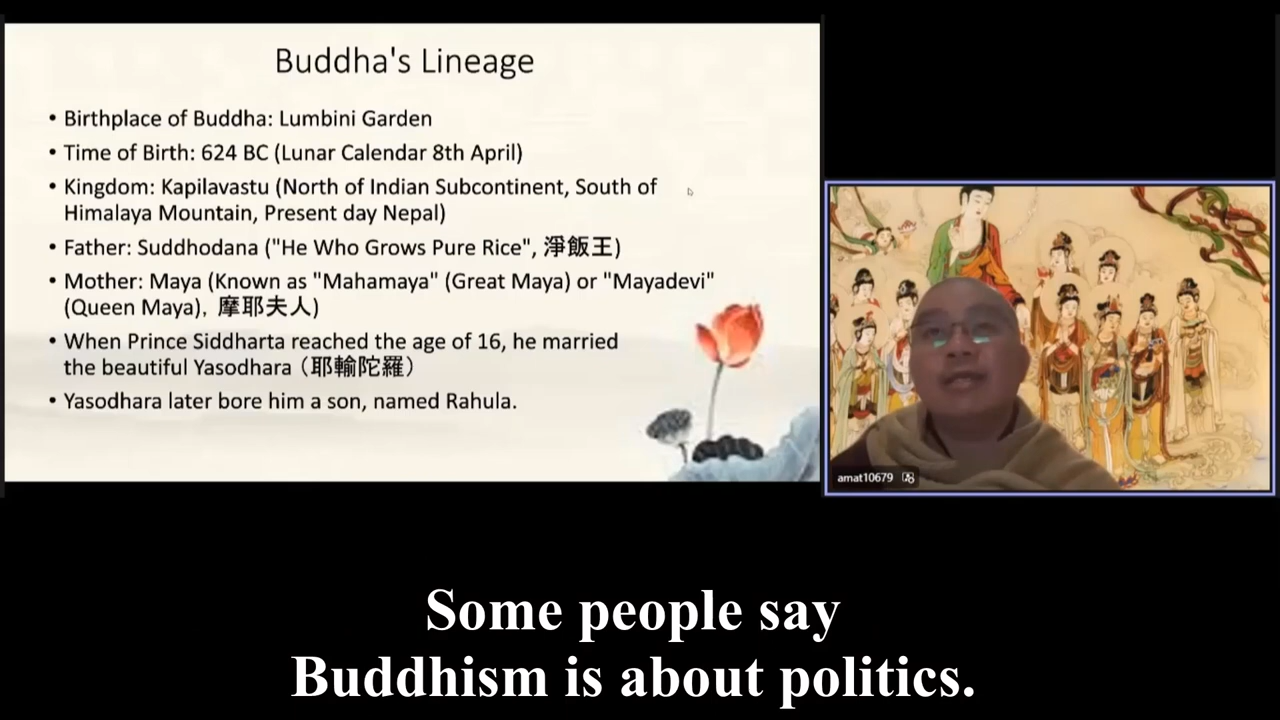 Buddha's Lineage
• Birthplace of Buddha: Lumbini Garden
• Time of Birth: 624 BC (Lunar Calendar 8th April)
• Kingdom: Kapilavastu (North of Indian Subcontinent, South of
Himalaya Mountain, Present day Nepal)
• Father: Suddhodana ("He Who Grows Pure Rice", 淨飯王)
• Mother: Maya (Known as "Mahamaya" (Great Maya) or "Mayadevi"
(Queen Maya), 摩耶夫人)
• When Prince Siddharta reached the age of 16, he married
the beautiful Yasodhara（耶輸陀羅）
• Yasodhara later bore him a son, named Rahula.
amat10679
Some people say
Buddhism is about politics.